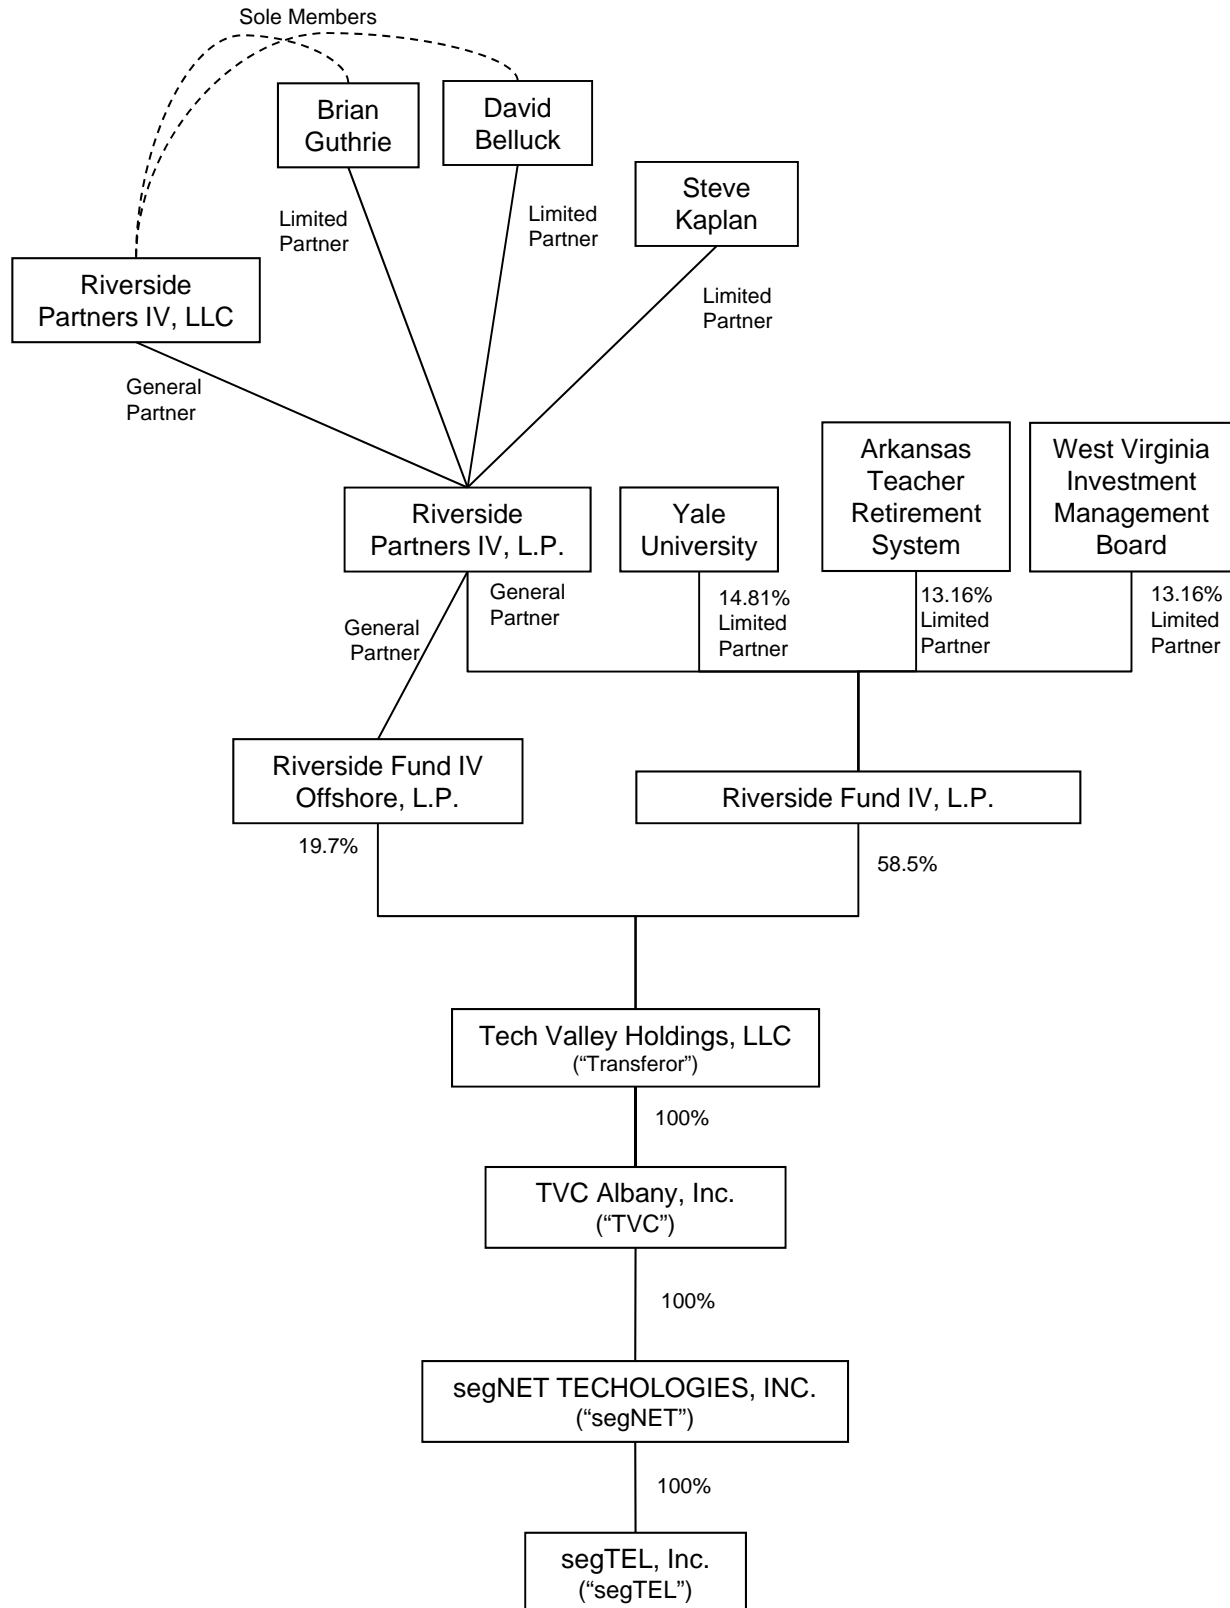 Sole Members
Brian
Guthrie
David
Belluck
Steve
Kaplan
Limited
Partner
Limited
Partner
Riverside
Partners IV, LLC
Limited
Partner
General
Partner
Riverside
Partners IV, L.P.
Yale
University
Arkansas
Teacher
Retirement
System
West Virginia
Investment
Management
Board
General
Partner
General
Partner
14.81%
Limited
Partner
13.16%
Limited
Partner
13.16%
Limited
Partner
Riverside Fund IV
Offshore, L.P.
Riverside Fund IV, L.P.
19.7%
58.5%
Tech Valley Holdings, LLC
(“Transferor”)
100%
TVC Albany, Inc.
(“TVC”)
100%
segNET TECHOLOGIES, INC.
(“segNET”)
100%
segTEL, Inc.
(“segTEL”)